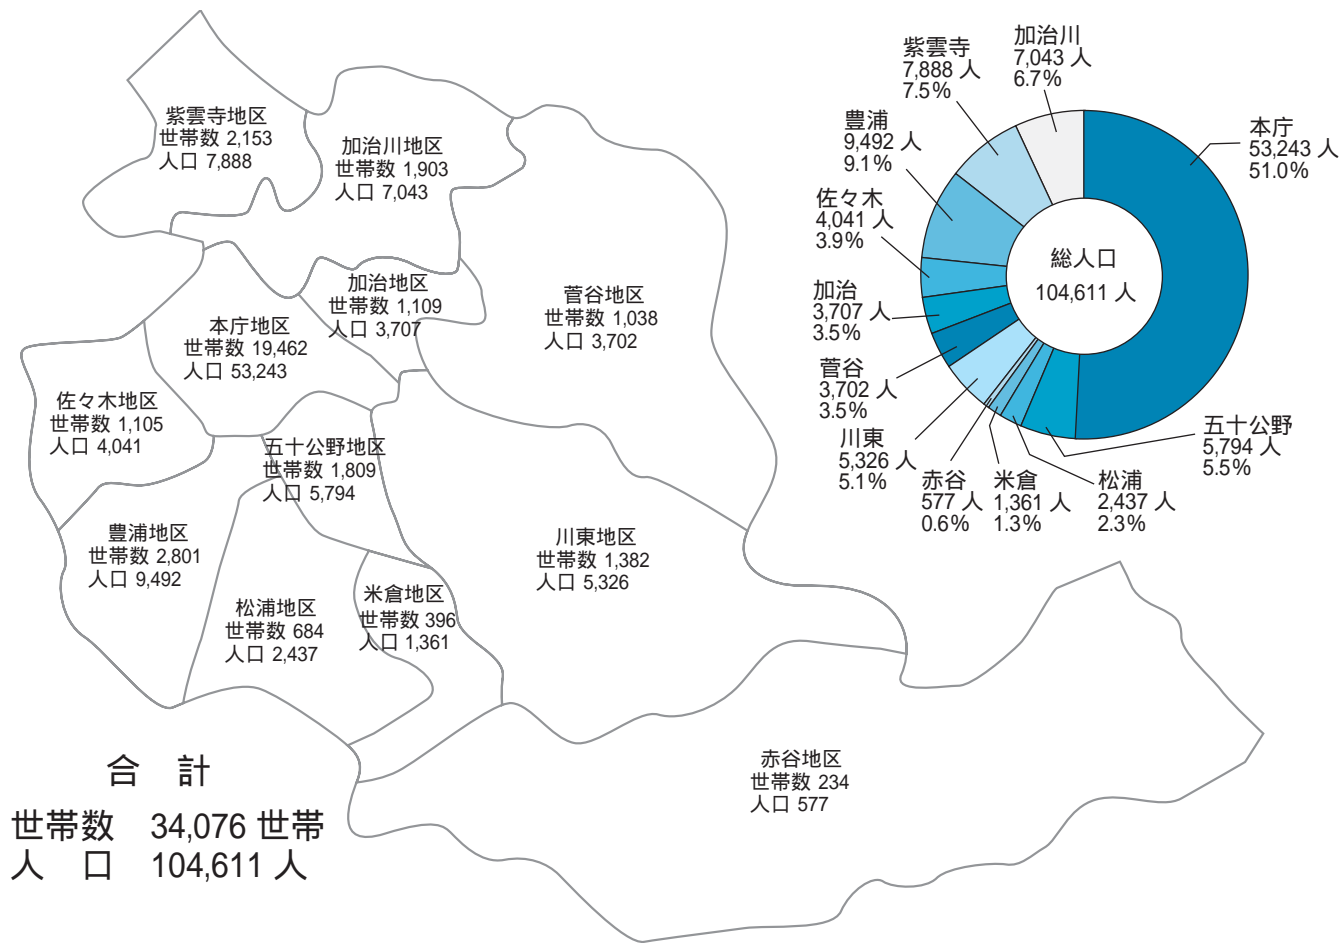 紫雲寺地区
世帯数 2,153
人口 7,888
加治川地区
世帯数 1,903
人口 7,043
加治地区
世帯数 1,109
人口 3,707
菅谷地区
世帯数 1,038
人口 3,702
本庁地区
世帯数 19,462
人口 53,243
佐々木地区
世帯数 1,105
人口 4,041
五十公野地区
世帯数 1,809
人口 5,794
豊浦地区
世帯数 2,801
人口 9,492
川東地区
世帯数 1,382
人口 5,326
松浦地区
世帯数 684
人口 2,437
米倉地区
世帯数 396
人口 1,361
赤谷地区
世帯数 234
人口 577
合 計
世帯数 34,076 世帯
人 口 104,611 人
加治川
7,043 人
6.7%
紫雲寺
7,888 人
7.5%
豊浦
9,492 人
9.1%
佐々木
4,041 人
3.9%
加治
3,707 人
3.5%
菅谷
3,702 人
3.5%
川東
5,326 人
5.1%
赤谷
577 人
0.6%
米倉
1,361 人
1.3%
松浦
2,437 人
2.3%
五十公野
5,794 人
5.5%
本庁
53,243 人
51.0%
総人口
104,611 人